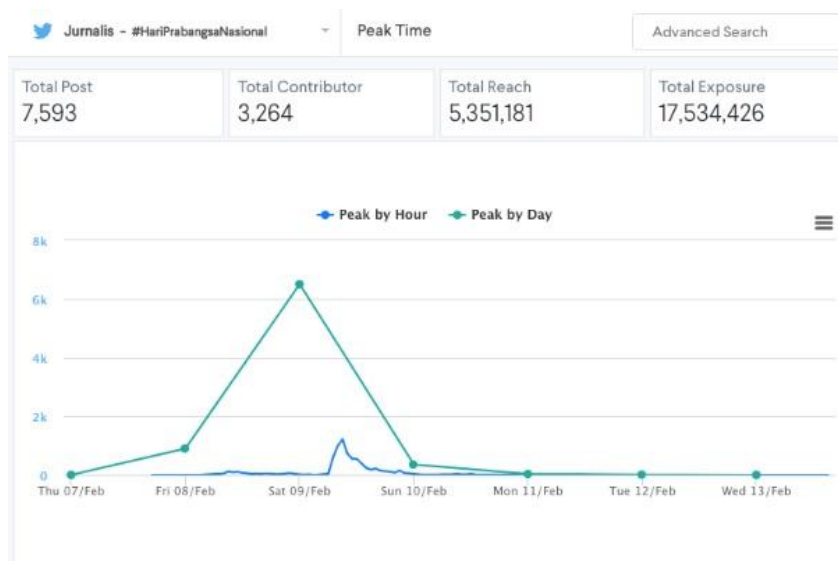 Jurnalis - #HariPrabangsaNasional
Peak Time
Advanced Search
Total Post
7,593
Total Contributor
3,264
Total Reach
5,351,181
Total Exposure
17,534,426
Peak by Hour
Peak by Day
8k
6k
4k
2k
0
Thu 07/Feb
Fri 08/Feb
Sat 09/Feb
Sun 10/Feb
Mon 11/Feb
Tue 12/Feb
Wed 13/Feb